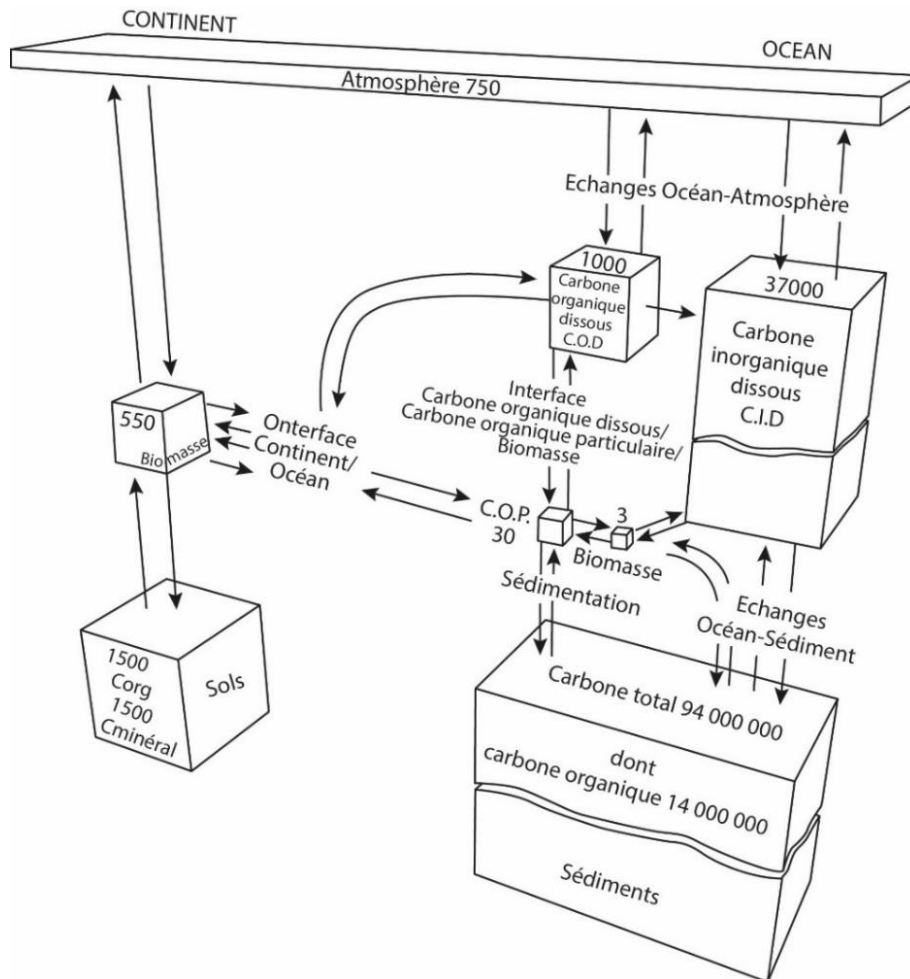 CONTINENT
OCEAN
Atmosphère 750
Echanges Océan-Atmosphère
1000
Carbone
organique
dissous
C.O.D
37000
Carbone
inorganique
dissous
C.I.D
Interface
Carbone organique dissous/
Carbone organique particulaire/
Biomasse
550
Biomasse
Onterface
Continent/
Océan
C.O.P.
30
3
Biomasse
Sédimentation
Echanges
Océan-Sédiment
1500
Corg
1500
Cminéral
Sols
Carbone total 94 000 000
dont
carbone organique 14 000 000
Sédiments